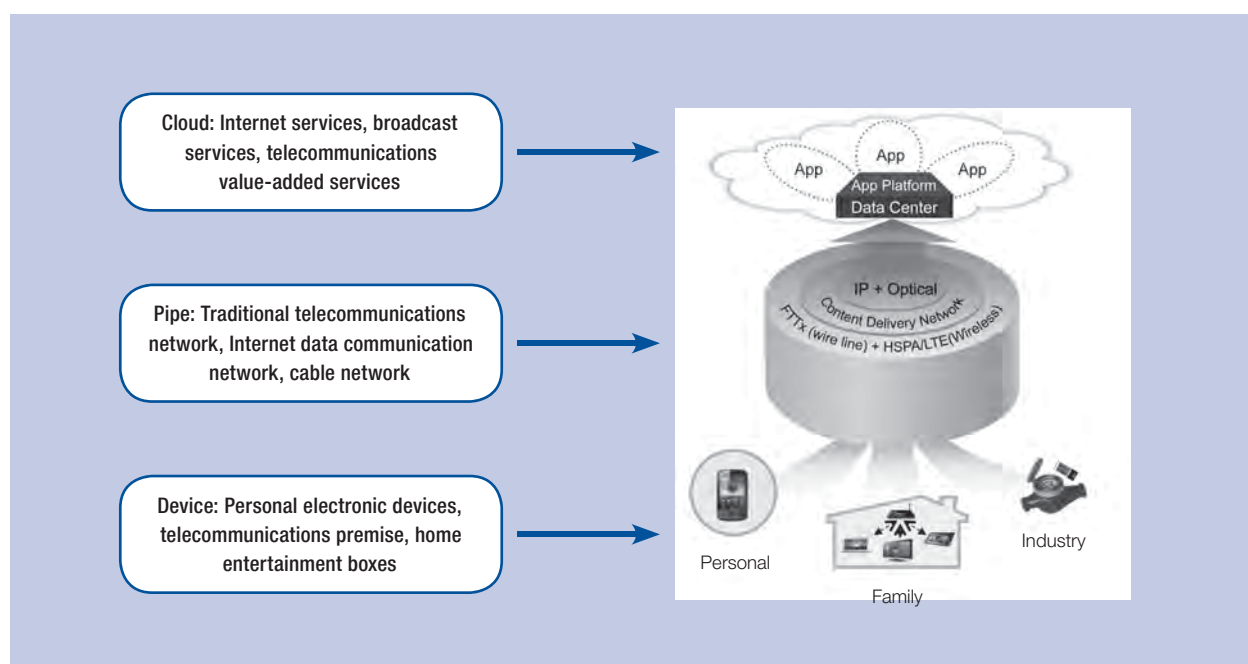 Cloud: Internet services, broadcast
services, telecommunications
value-added services
App
App
App
App Platform
Data Center
Pipe: Traditional telecommunications
network, Internet data communication
network, cable network
IP + Optical
Content Delivery Network
FTTx (wire line) + HSPA/LTE(Wireless)
Device: Personal electronic devices,
telecommunications premise, home
entertainment boxes
Personal
Family
Industry